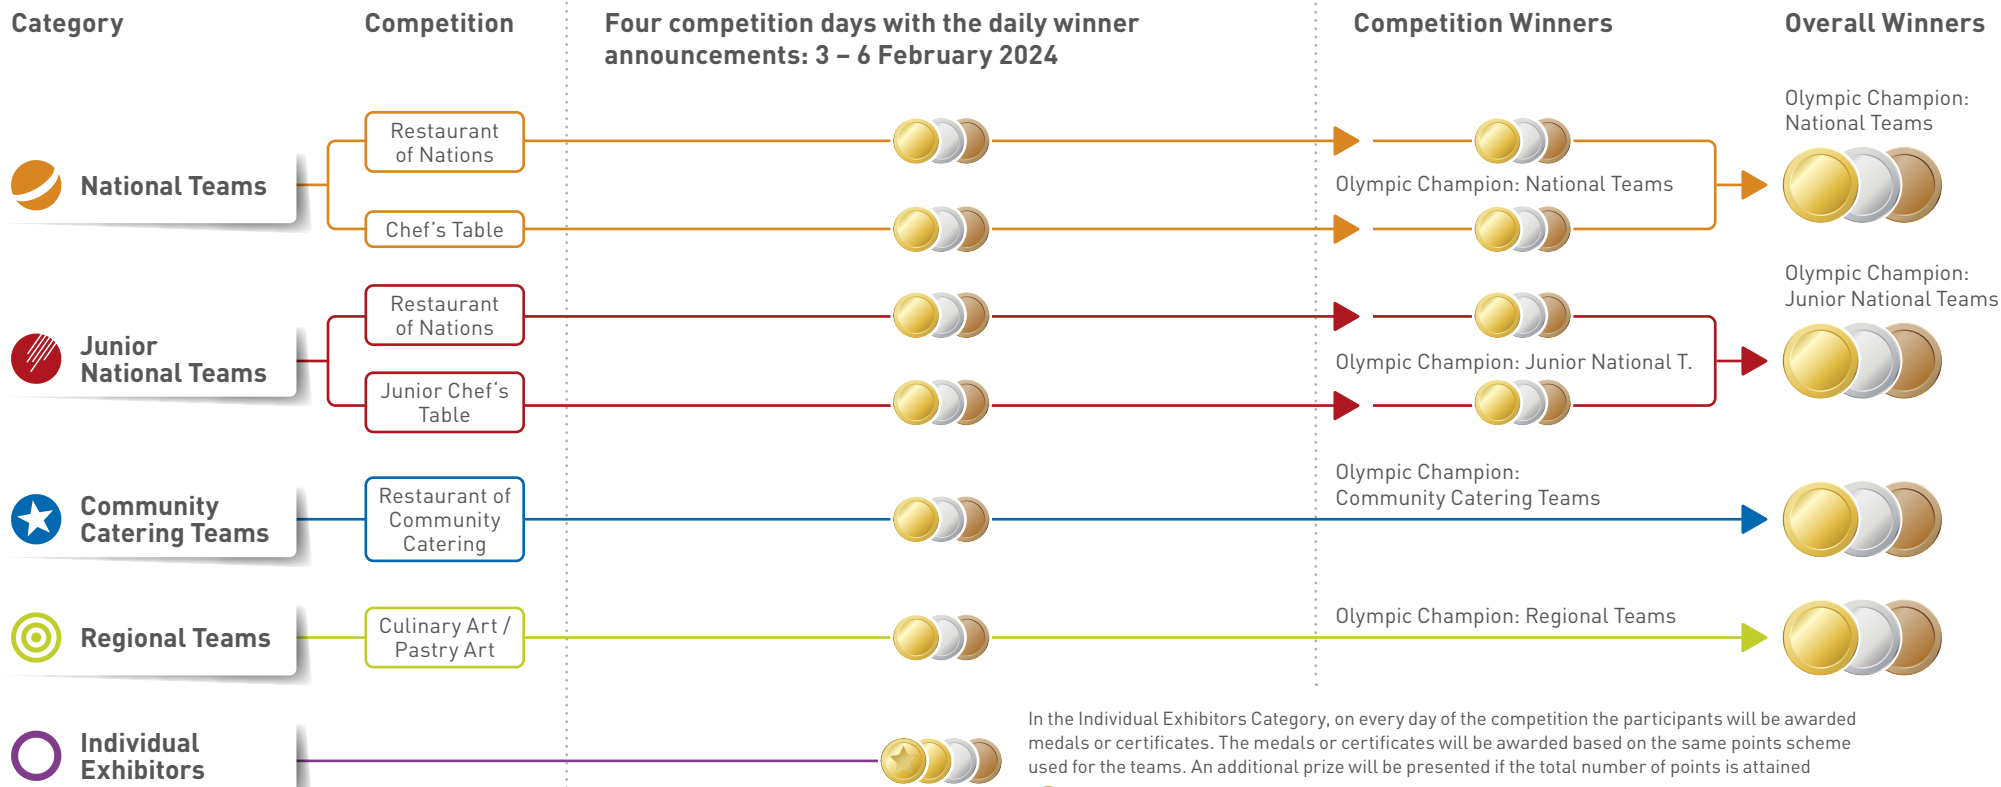 Category
Competition
Four competition days with the daily winner
announcements: 3 – 6 February 2024
Competition Winners
Overall Winners
National Teams
Restaurant
of Nations
Chef's Table
Olympic Champion: National Teams
Olympic Champion:
National Teams
Junior
National Teams
Restaurant
of Nations
Junior Chef's
Table
Olympic Champion: Junior National T.
Olympic Champion:
Junior National Teams
Community
Catering Teams
Restaurant of
Community
Catering
Olympic Champion:
Community Catering Teams
Regional Teams
Culinary Art /
Pastry Art
Olympic Champion: Regional Teams
Individual
Exhibitors
In the Individual Exhibitors Category, on every day of the competition the participants will be awarded
medals or certificates. The medals or certificates will be awarded based on the same points scheme
used for the teams. An additional prize will be presented if the total number of points is attained